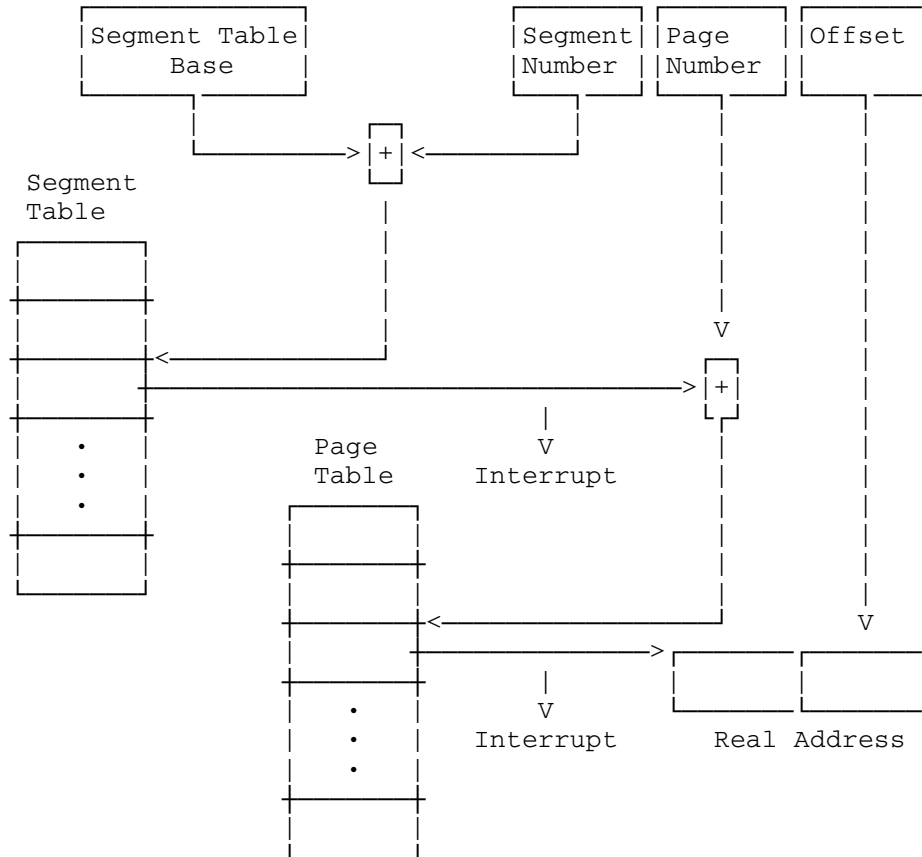 Segment Table Base
Segment Number
Page Number
Offset
+
Segment
Table
+
Page
Table
Interrupt
Interrupt
Real Address